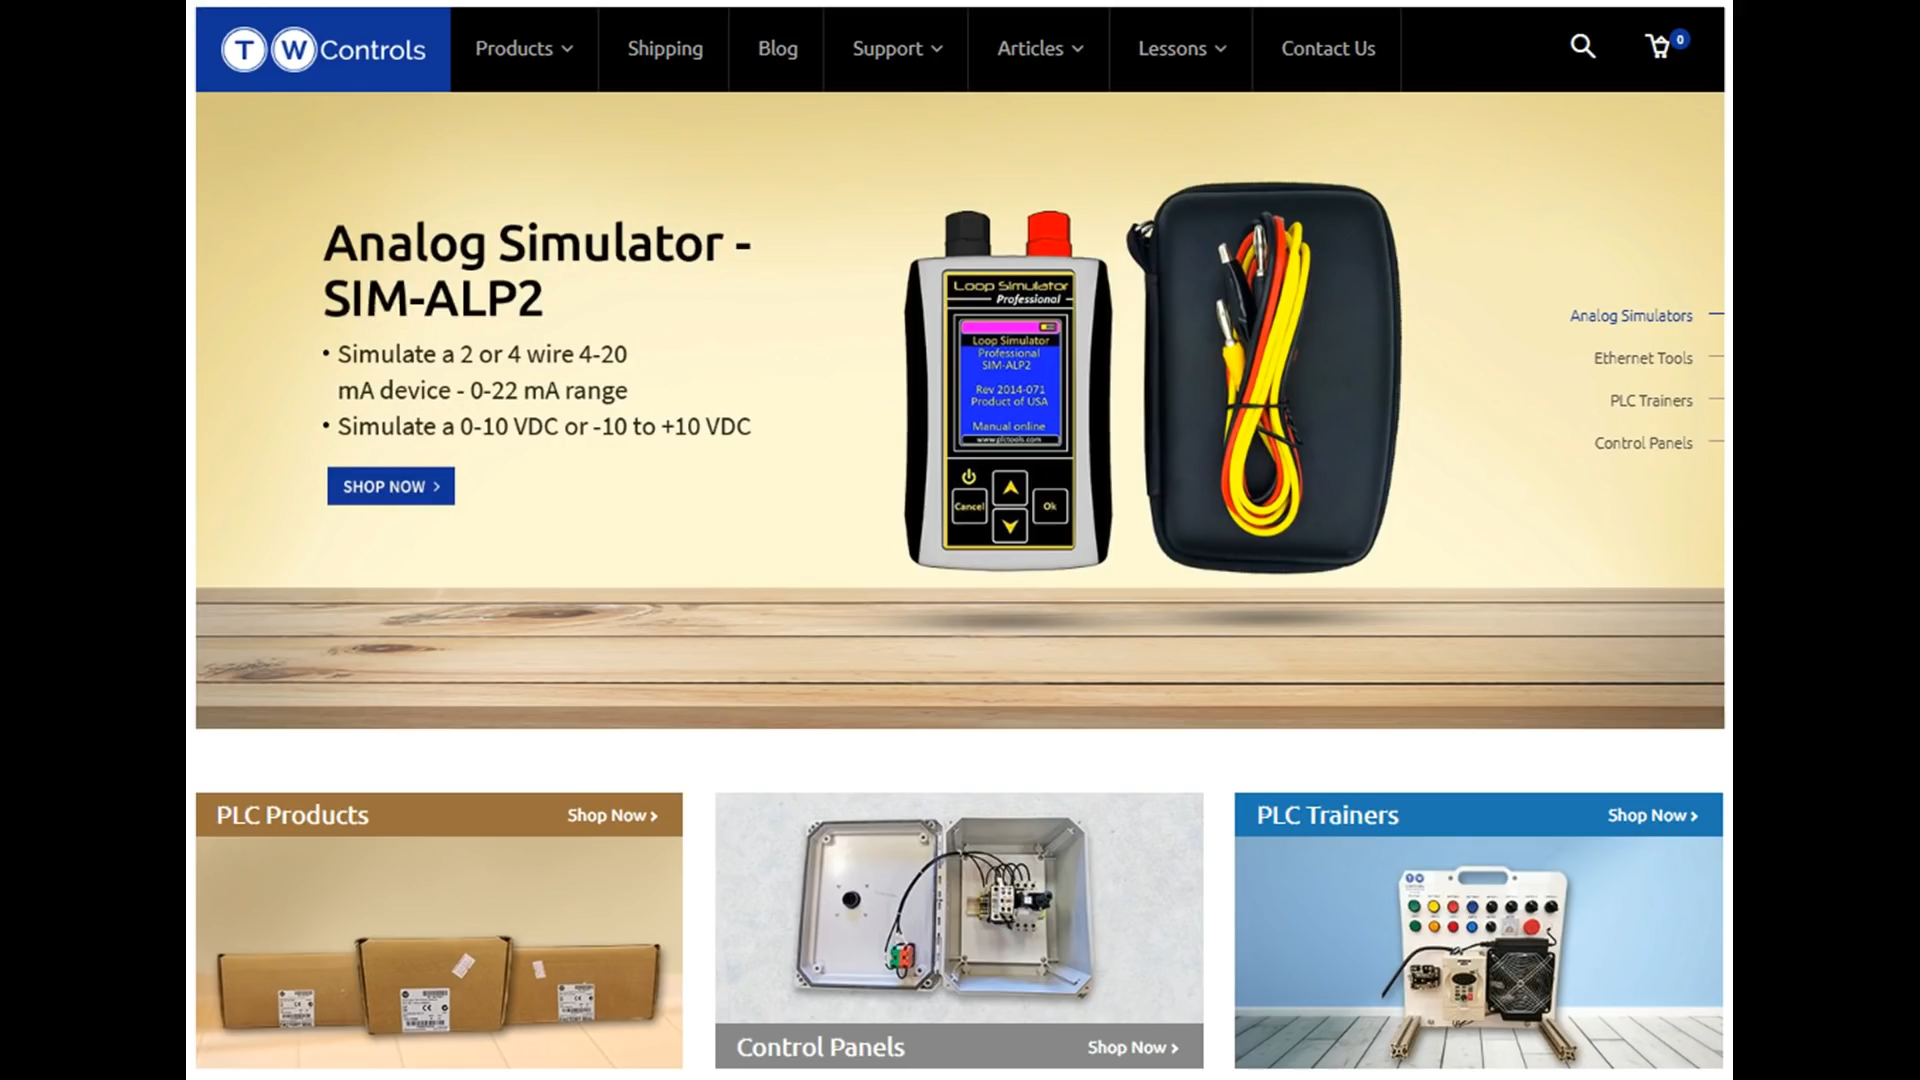 TW Controls
Products
Shipping
Blog
Support
Articles
Lessons
Contact Us
0
Analog Simulator -
SIM-ALP2
• Simulate a 2 or 4 wire 4-20
mA device - 0-22 mA range
• Simulate a 0-10 VDC or -10 to +10 VDC
SHOP NOW >
Loop Simulator
Professional
Loop Simulator
Professional
SIM-ALP2
Rev 2014-071
Product of USA
Manual online
www.plctools.com
Cancel
Ok
Analog Simulators
Ethernet Tools
PLC Trainers
Control Panels
PLC Products
Shop Now >
Control Panels
Shop Now >
PLC Trainers
Shop Now >